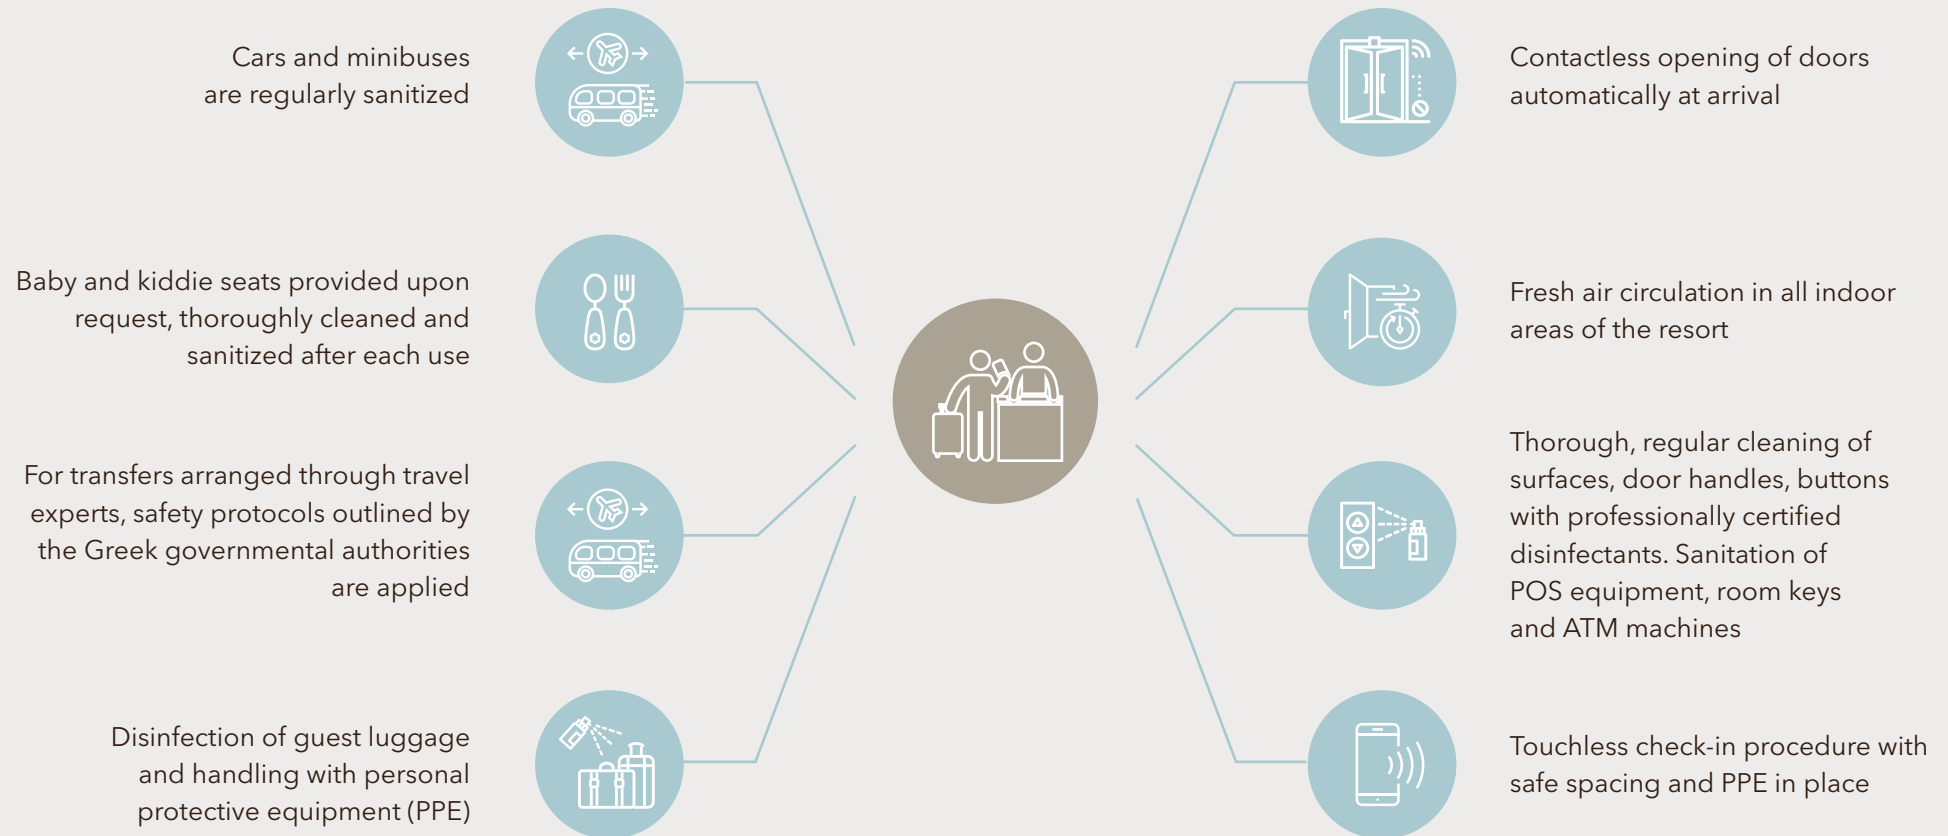 Cars and minibuses
are regularly sanitized
Baby and kiddie seats provided upon
request, thoroughly cleaned and
sanitized after each use
For transfers arranged through travel
experts, safety protocols outlined by
the Greek governmental authorities
are applied
Disinfection of guest luggage
and handling with personal
protective equipment (PPE)
Contactless opening of doors
automatically at arrival
Fresh air circulation in all indoor
areas of the resort
Thorough, regular cleaning of
surfaces, door handles, buttons
with professionally certified
disinfectants. Sanitation of
POS equipment, room keys
and ATM machines
Touchless check-in procedure with
safe spacing and PPE in place